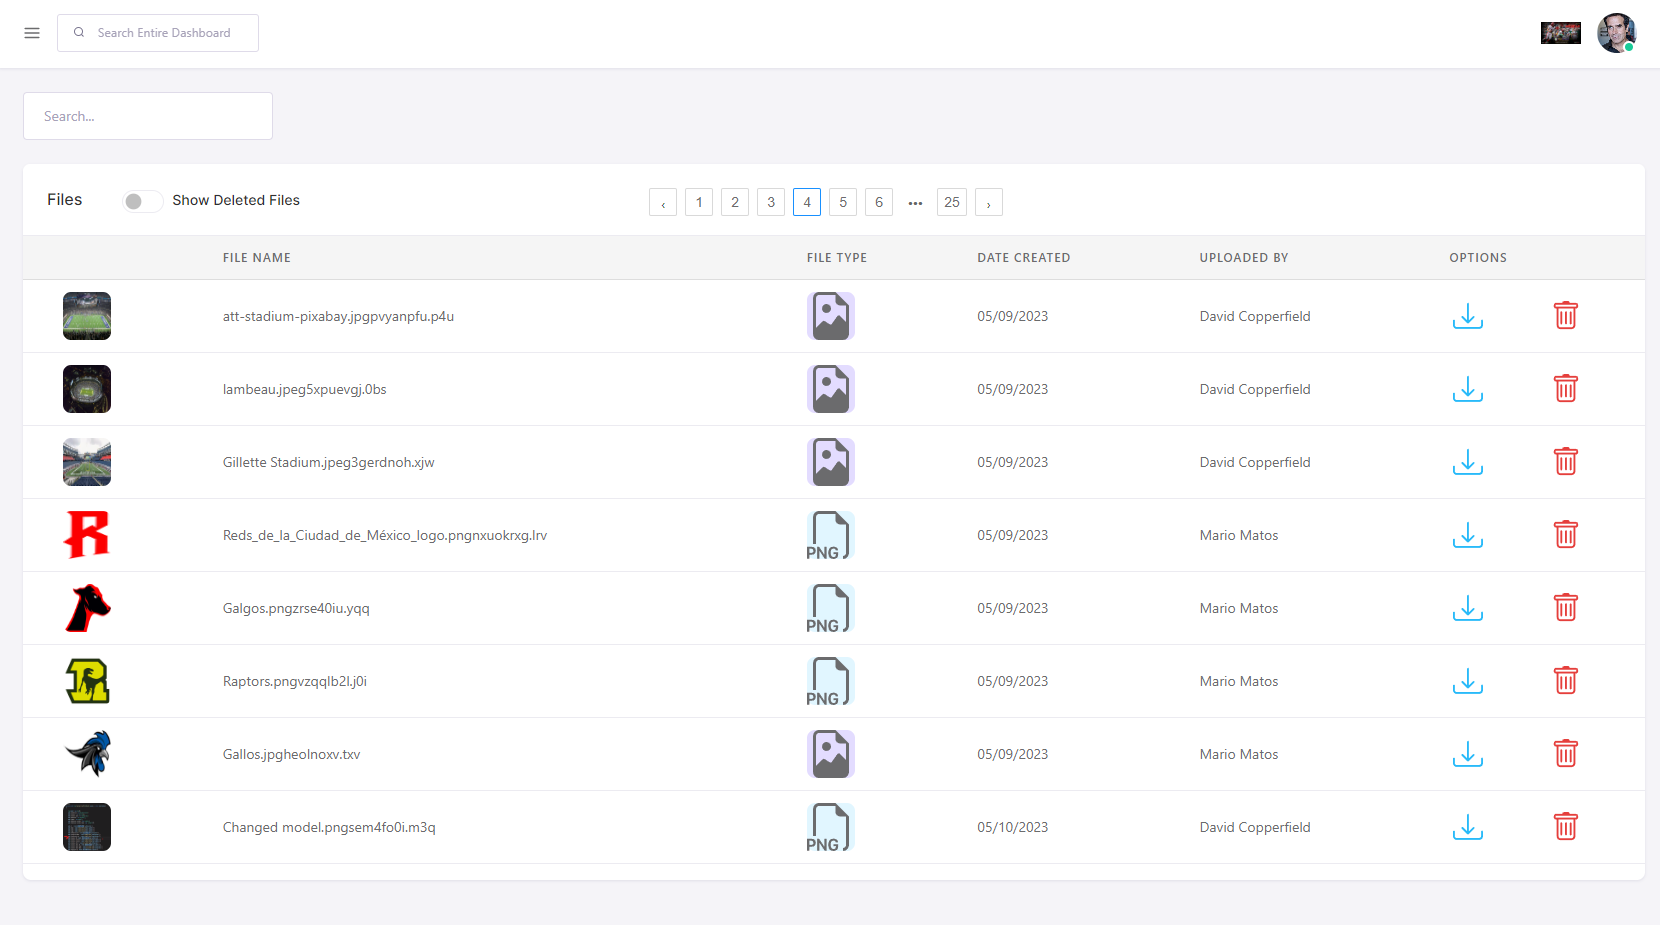 Search Entire Dashboard
Search...
Files Show Deleted Files ‹ 1 2 3 4 5 6 ••• 25 ›
FILE NAME FILE TYPE DATE CREATED UPLOADED BY OPTIONS
att-stadium-pixabay.jpgpvyanpfu.p4u 05/09/2023 David Copperfield
lambeau.jpeg5xpuevgj.0bs 05/09/2023 David Copperfield
Gillette Stadium.jpeg3gerdnoh.xjw 05/09/2023 David Copperfield
Reds_de_la_Ciudad_de_México_logo.pngnxuokrxg.lrv PNG 05/09/2023 Mario Matos
Galgos.pngzrse40iu.yqq PNG 05/09/2023 Mario Matos
Raptors.pngvzqqlb2l.j0i PNG 05/09/2023 Mario Matos
Gallos.jpgheolnoxv.txv 05/09/2023 Mario Matos
Changed model.pngsem4fo0i.m3q PNG 05/10/2023 David Copperfield